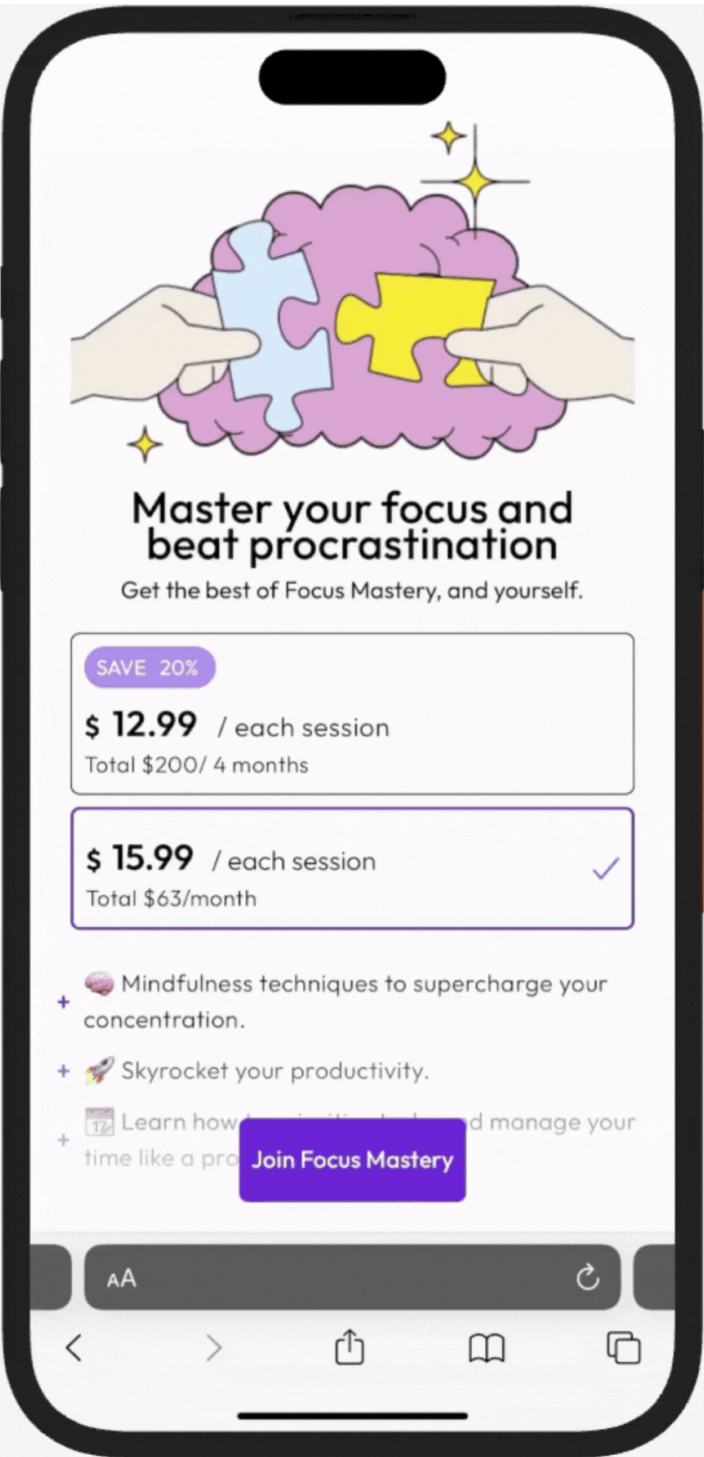 Master your focus and
beat procrastination
Get the best of Focus Mastery, and yourself.
SAVE 20%
$ 12.99 / each session
Total $200/ 4 months
$ 15.99 / each session
Total $63/month
+ 🧠 Mindfulness techniques to supercharge your
concentration.
+ 🚀 Skyrocket your productivity.
+ 📅 Learn how manage your
time like a pro
Join Focus Mastery
AA